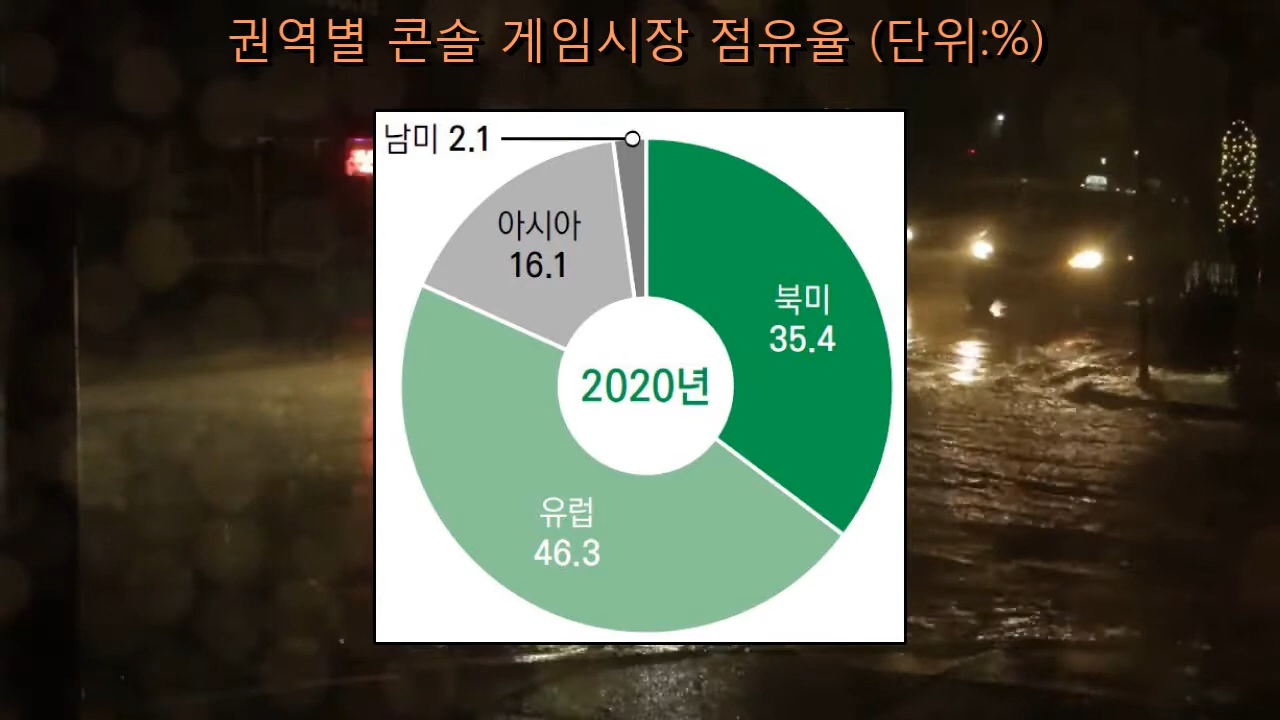 권역별 콘솔 게임시장 점유율 (단위:%)
남미 2.1
아시아
16.1
북미
35.4
2020년
유럽
46.3